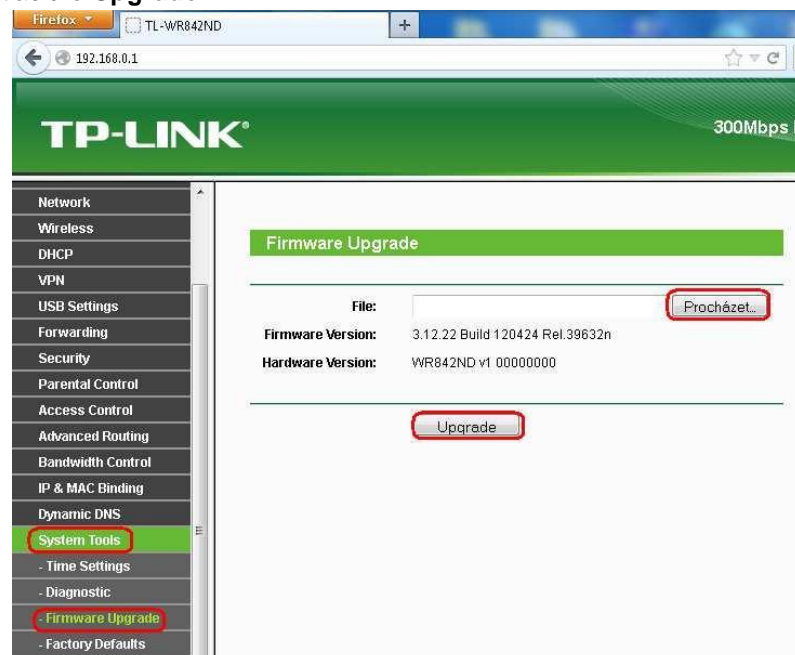 Firefox
TL-WR842ND
+
192.168.0.1
TP-LINK®
300Mbps
Network
Wireless
DHCP
VPN
USB Settings
Forwarding
Security
Parental Control
Access Control
Advanced Routing
Bandwidth Control
IP & MAC Binding
Dynamic DNS
System Tools
- Time Settings
- Diagnostic
- Firmware Upgrade
- Factory Defaults
Firmware Upgrade
File:
Procházet...
Firmware Version: 3.12.22 Build 120424 Rel.39632n
Hardware Version: WR842ND v1 00000000
Upgrade